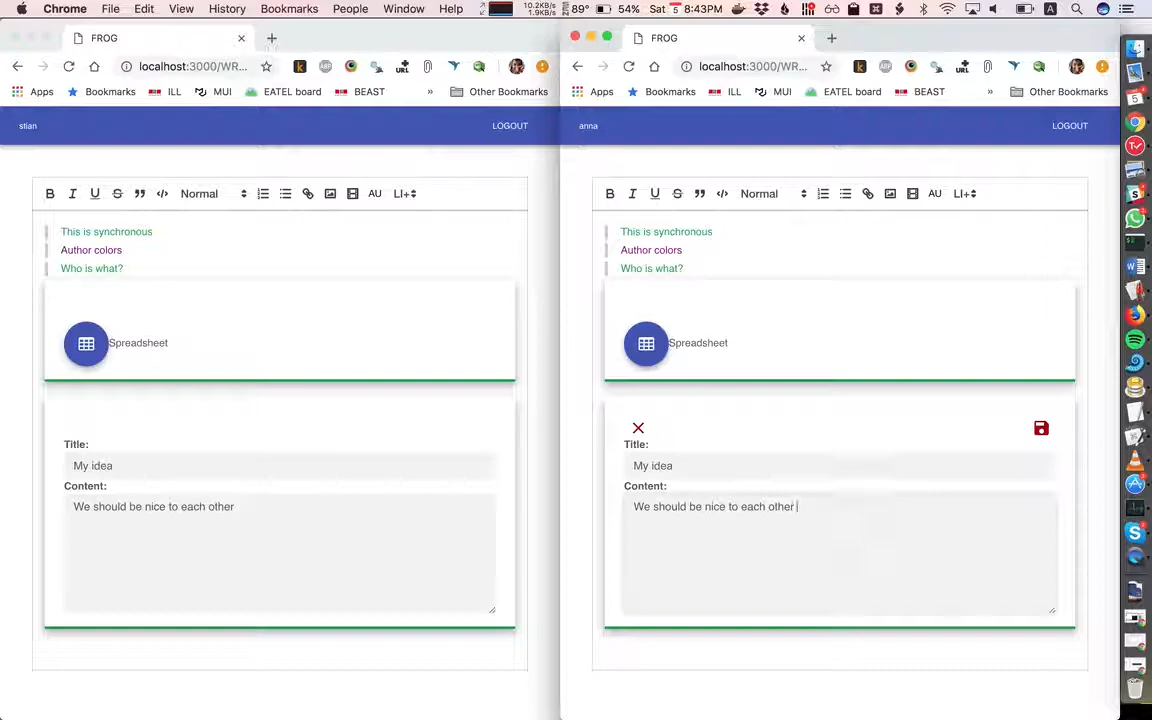 Chrome File Edit View History Bookmarks People Window Help 10.2KB/s 1.9KB/s 89° 54% Sat 5 8:43PM
FROG
localhost:3000/WR...
Apps Bookmarks ILL MUI EATEL board BEAST » Other Bookmarks
stian LOGOUT
B I U S Normal AU LI+
This is synchronous
Author colors
Who is what?
Spreadsheet
Title:
My idea
Content:
We should be nice to each other
FROG
localhost:3000/WR...
Apps Bookmarks ILL MUI EATEL board BEAST » Other Bookmarks
anna LOGOUT
B I U S Normal AU LI+
This is synchronous
Author colors
Who is what?
Spreadsheet
Title:
My idea
Content:
We should be nice to each other